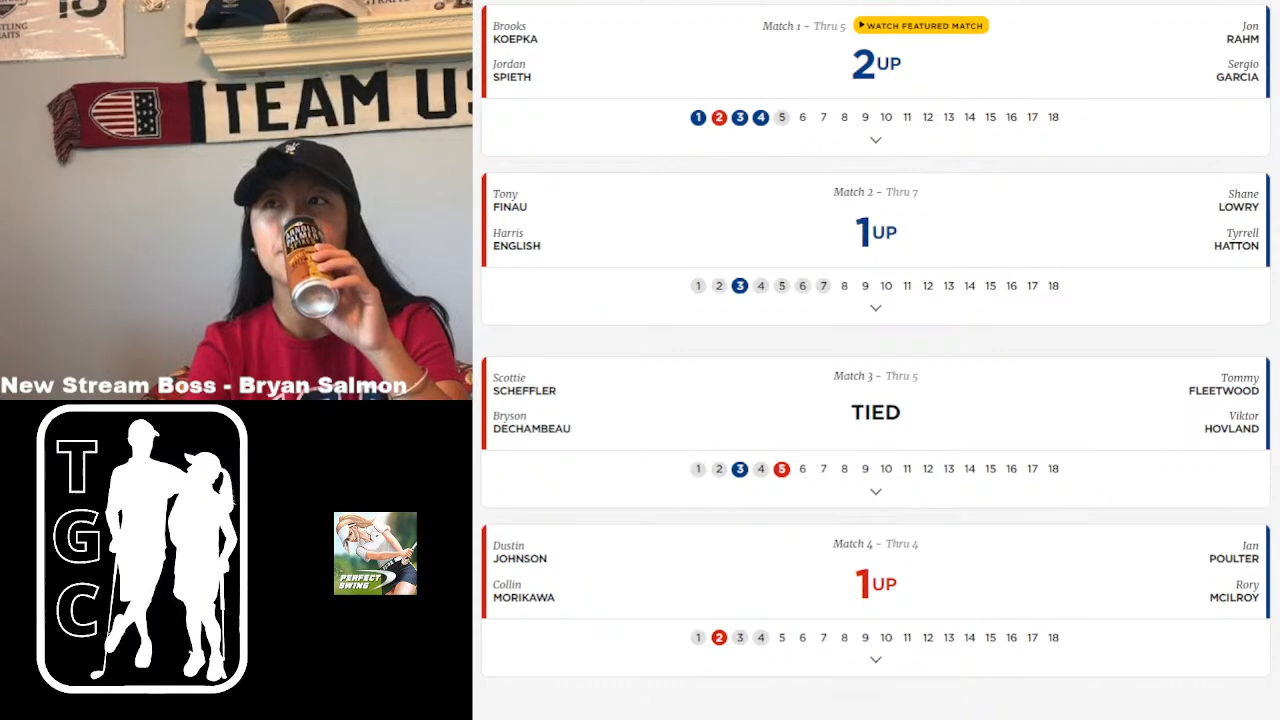 TLING
RAITS
TEAM US
ARNOLD
PALMER
SPIKED
New Stream Boss - Bryan Salmon
T
G
C
PERFECT
SWING
Brooks
KOEPKA
Jordan
SPIETH
Match 1 - Thru 5
WATCH FEATURED MATCH
2UP
Jon
RAHM
Sergio
GARCIA
1 2 3 4 5 6 7 8 9 10 11 12 13 14 15 16 17 18
Tony
FINAU
Harris
ENGLISH
Match 2 - Thru 7
1UP
Shane
LOWRY
Tyrrell
HATTON
1 2 3 4 5 6 7 8 9 10 11 12 13 14 15 16 17 18
Scottie
SCHEFFLER
Bryson
DECHAMBEAU
Match 3 - Thru 5
TIED
Tommy
FLEETWOOD
Viktor
HOVLAND
1 2 3 4 5 6 7 8 9 10 11 12 13 14 15 16 17 18
Dustin
JOHNSON
Collin
MORIKAWA
Match 4 - Thru 4
1UP
Ian
POULTER
Rory
MCILROY
1 2 3 4 5 6 7 8 9 10 11 12 13 14 15 16 17 18